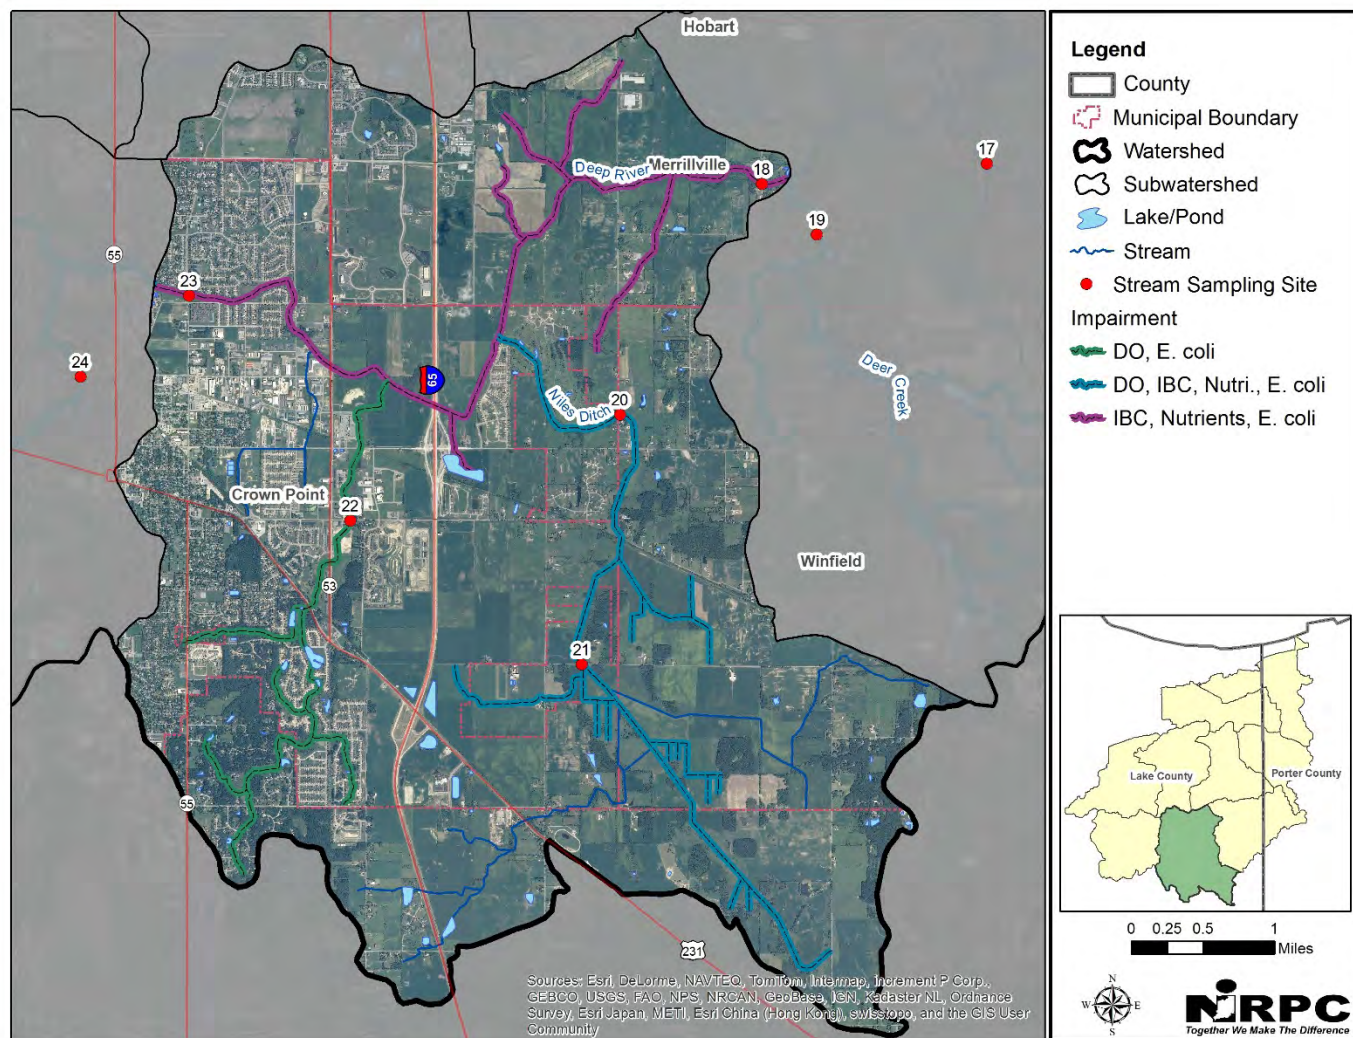 Hobart
17
Deep River
Merrillville
18
19
55
23
24
65
Deer Creek
Niles Ditch
20
Crown Point
22
Winfield
53
21
55
231
Sources: Esri, DeLorme, NAVTEQ, TomTom, Intermap, increment P Corp.,
GEBCO, USGS, FAO, NPS, NRCAN, GeoBase, IGN, Kadaster NL, Ordnance
Survey, Esri Japan, METI, Esri China (Hong Kong), swisstopo, and the GIS User
Community
Legend
County
Municipal Boundary
Watershed
Subwatershed
Lake/Pond
Stream
Stream Sampling Site
Impairment
DO, E. coli
DO, IBC, Nutri., E. coli
IBC, Nutrients, E. coli
Lake County
Porter County
0 0.25 0.5 1
Miles
N
W E
S
NIRPC
Together We Make The Difference